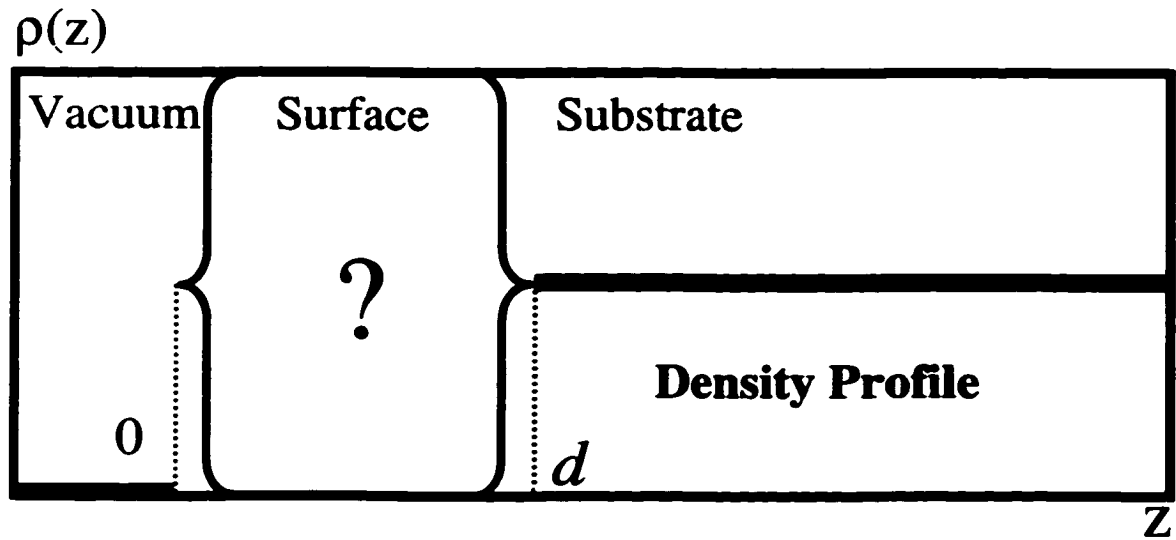 ρ(z)
Vacuum Surface Substrate
?
Density Profile
0
d
z